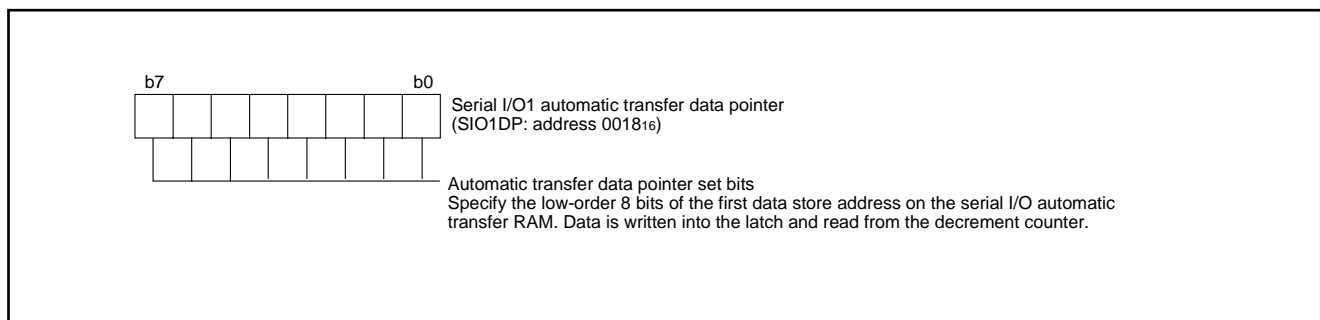 b7 b0
Serial I/O1 automatic transfer data pointer
(SIO1DP: address 001816)
Automatic transfer data pointer set bits
Specify the low-order 8 bits of the first data store address on the serial I/O automatic
transfer RAM. Data is written into the latch and read from the decrement counter.